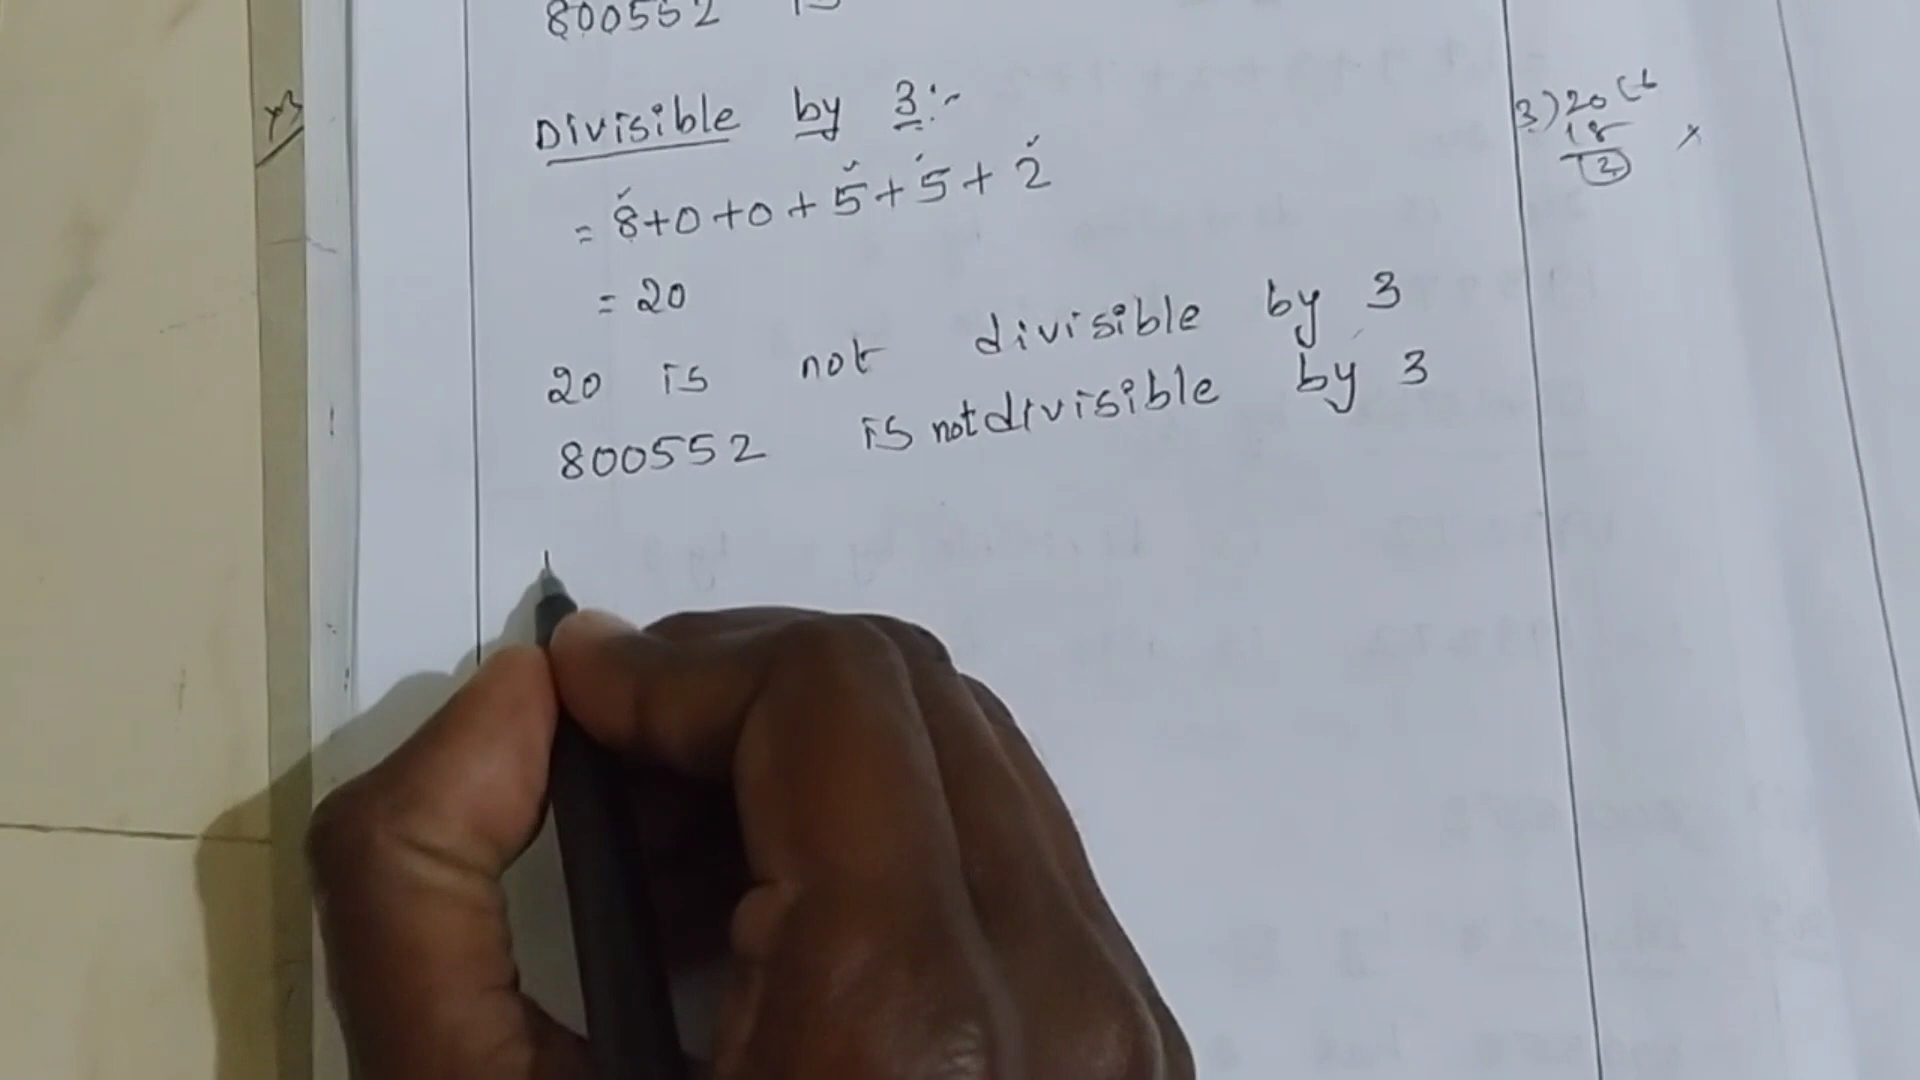 800552 is
Divisible by 3:-
= 8+0+0+5+5+2
= 20
20 is not divisible by 3
800552 is not divisible by 3
3)20(6
18
2